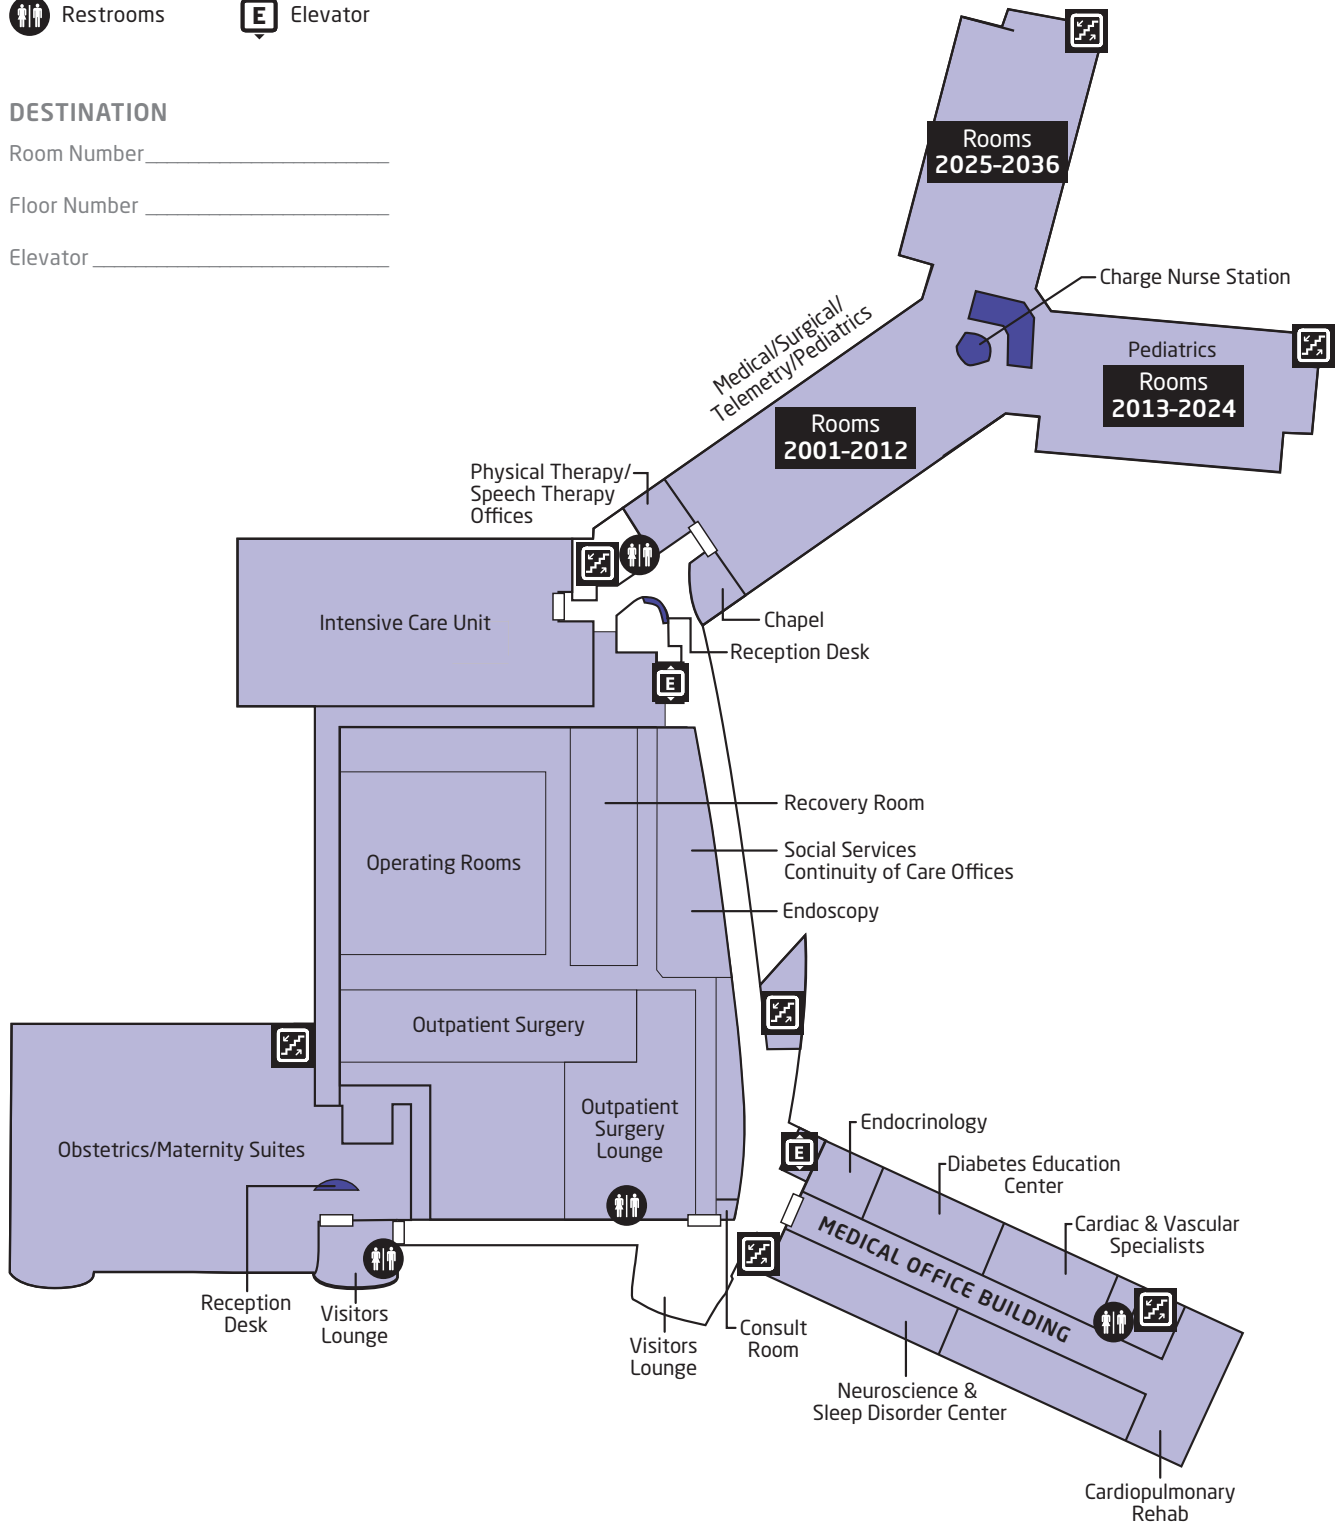 Restrooms
E
Elevator
DESTINATION
Room Number
Floor Number
Elevator
Rooms
2025-2036
Charge Nurse Station
Medical/Surgical/
Telemetry/Pediatrics
Pediatrics
Rooms
2013-2024
Rooms
2001-2012
Physical Therapy/
Speech Therapy
Offices
Intensive Care Unit
Chapel
Reception Desk
E
Recovery Room
Social Services
Continuity of Care Offices
Operating Rooms
Endoscopy
Outpatient Surgery
Outpatient
Surgery
Lounge
Obstetrics/Maternity Suites
E
Endocrinology
Diabetes Education
Center
Cardiac & Vascular
Specialists
MEDICAL OFFICE BUILDING
Reception
Desk
Visitors
Lounge
Visitors
Lounge
Consult
Room
Neuroscience &
Sleep Disorder Center
Cardiopulmonary
Rehab